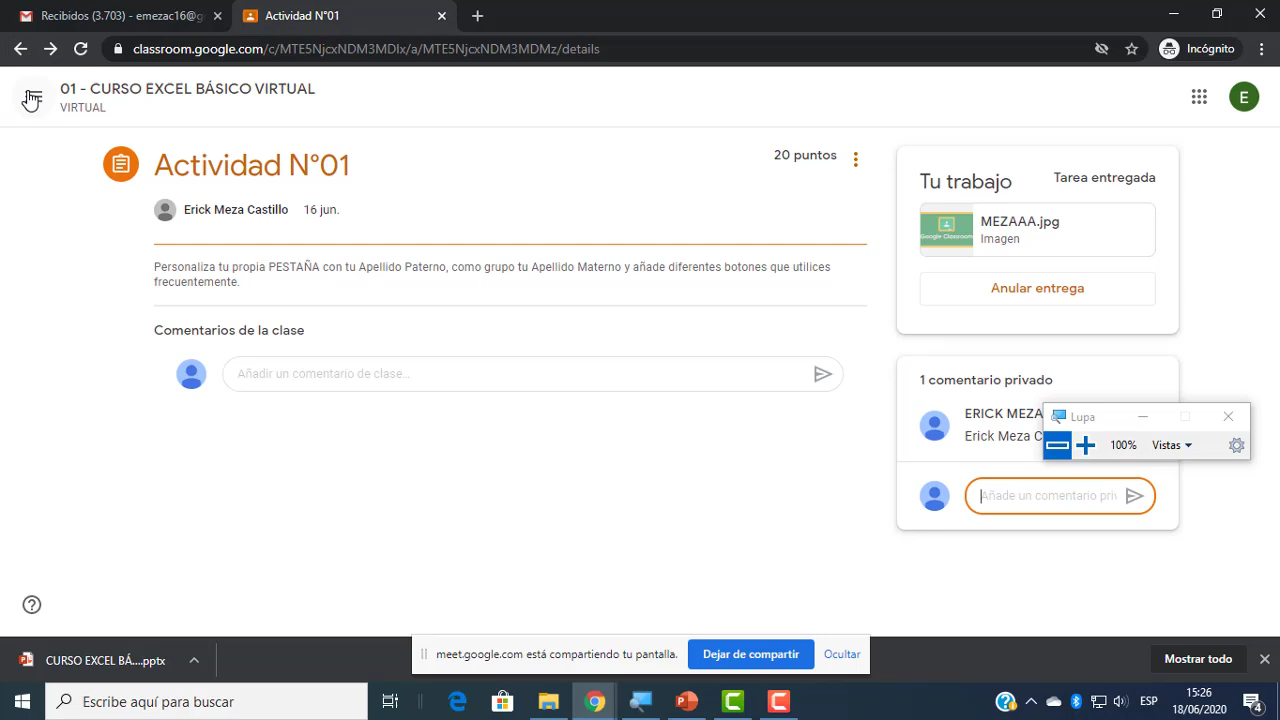 Recibidos (3.703) - emezac16@g
Actividad N°01
classroom.google.com/c/MTE5NjcxNDM3MDIx/a/MTE5NjcxNDM3MDMz/details
Incógnito
01 - CURSO EXCEL BÁSICO VIRTUAL
VIRTUAL
E
Actividad N°01
20 puntos
Erick Meza Castillo 16 jun.
Personaliza tu propia PESTAÑA con tu Apellido Paterno, como grupo tu Apellido Materno y añade diferentes botones que utilices
frecuentemente.
Comentarios de la clase
Añadir un comentario de clase...
Tu trabajo
Tarea entregada
Google Classroom
MEZAAA.jpg
Imagen
Anular entrega
1 comentario privado
ERICK MEZA
Erick Meza C
Lupa
100%
Vistas
Añade un comentario priv
meet.google.com está compartiendo tu pantalla.
Dejar de compartir
Ocultar
CURSO EXCEL BÁ....pptx
Mostrar todo
Escribe aquí para buscar
ESP
15:26
18/06/2020
4